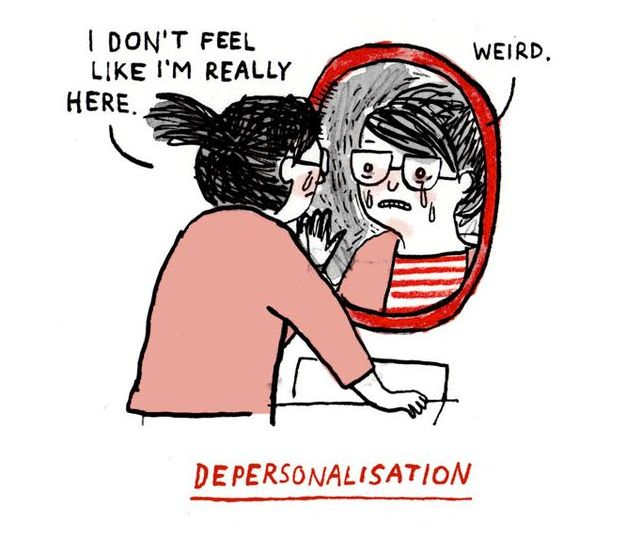 I DON'T FEEL
LIKE I'M REALLY
HERE.
WEIRD.
DEPERSONALISATION